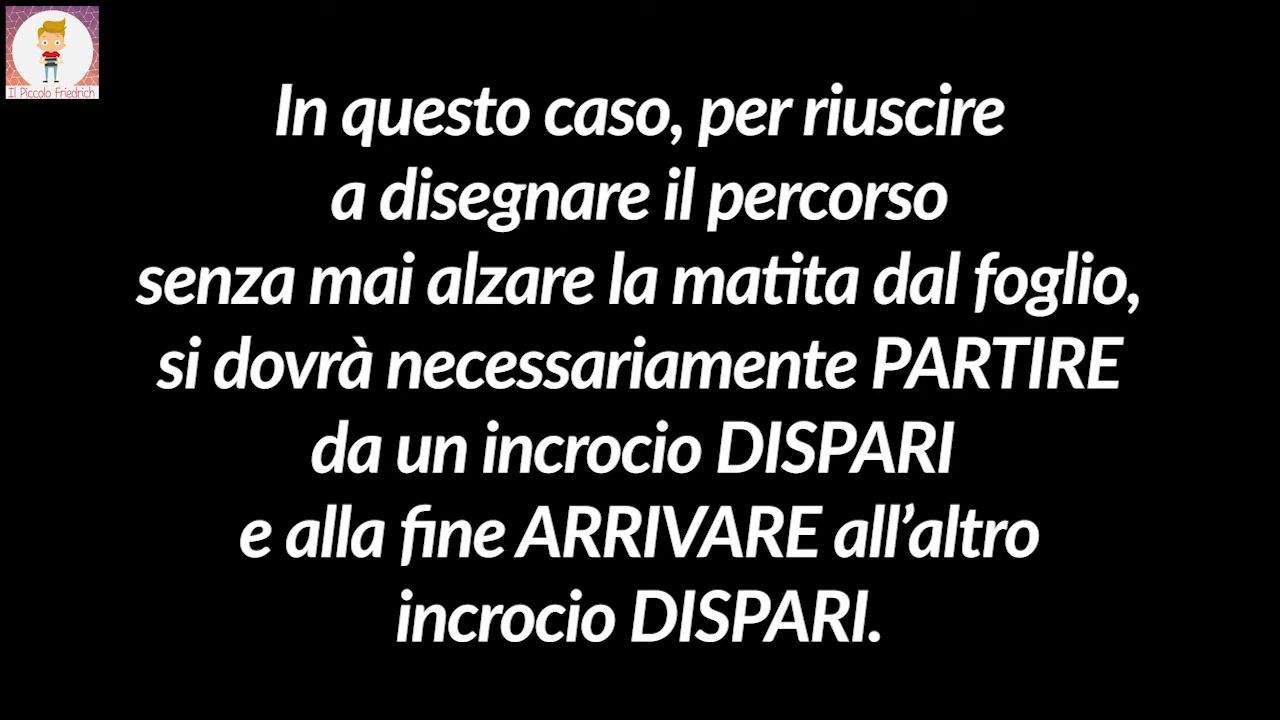 Il Piccolo Friedrich
In questo caso, per riuscire
a disegnare il percorso
senza mai alzare la matita dal foglio,
si dovrà necessariamente PARTIRE
da un incrocio DISPARI
e alla fine ARRIVARE all’altro
incrocio DISPARI.